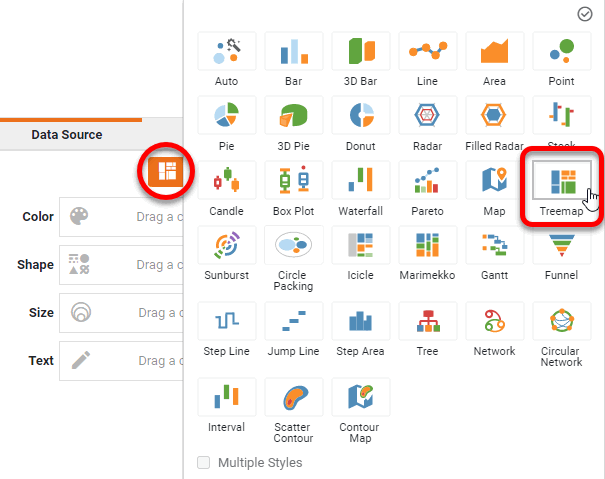 Auto Bar 3D Bar Line Area Point
Data Source
Pie 3D Pie Donut Radar Filled Radar Stock
Candle Box Plot Waterfall Pareto Map Treemap
Color Drag a c
Shape Drag a c
Sunburst Circle Packing Icicle Marimekko Gantt Funnel
Size Drag a c
Step Line Jump Line Step Area Tree Network Circular Network
Text Drag a c
Interval Scatter Contour Contour Map
Multiple Styles